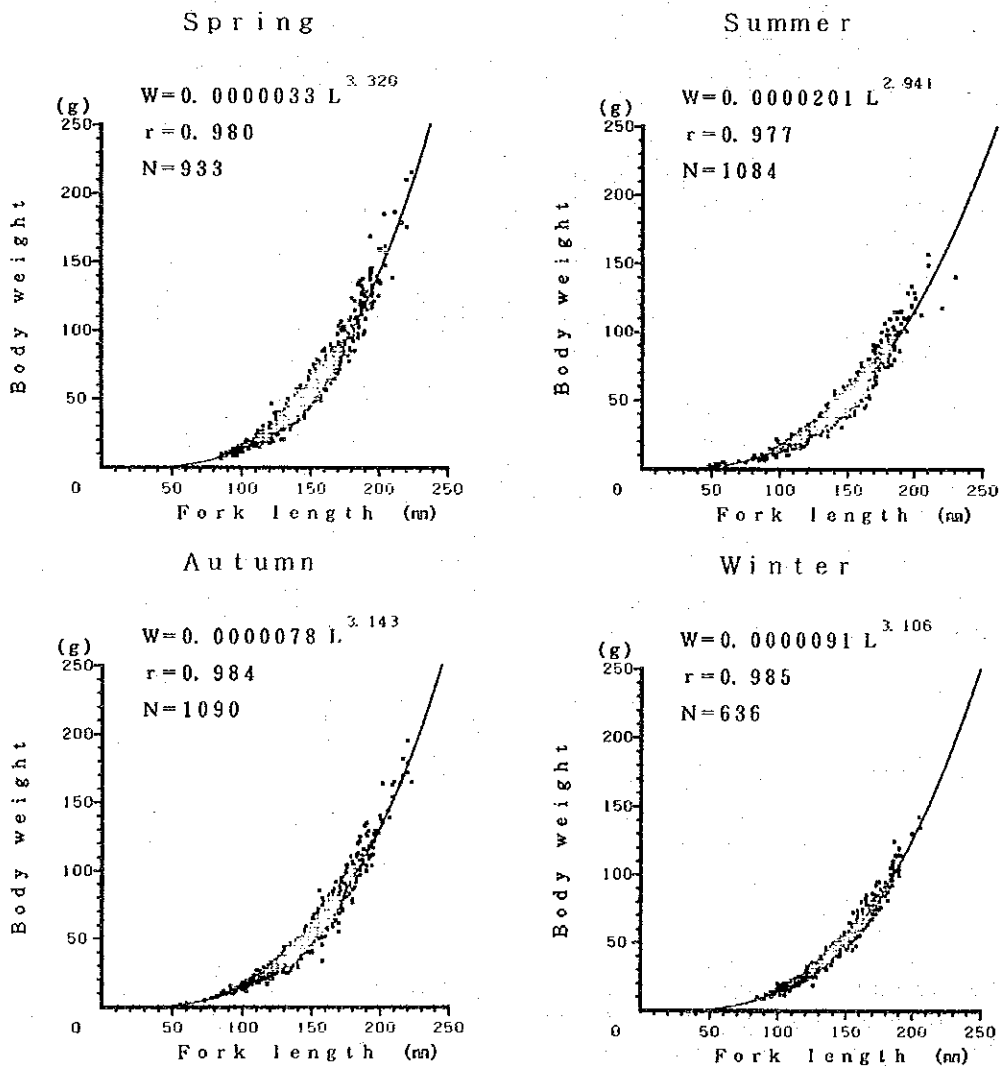 Spring
W=0.0000033 L^3.320
r=0.980
N=933
(g)
250
200
150
100
50
0
50 100 150 200 250
Fork length (mm)
Body weight
Summer
W=0.0000201 L^2.941
r=0.977
N=1084
(g)
250
200
150
100
50
0
50 100 150 200 250
Fork length (mm)
Body weight
Autumn
W=0.0000078 L^3.143
r=0.984
N=1090
(g)
250
200
150
100
50
0
50 100 150 200 250
Fork length (mm)
Body weight
Winter
W=0.0000091 L^3.106
r=0.985
N=636
(g)
250
200
150
100
50
0
50 100 150 200 250
Fork length (mm)
Body weight